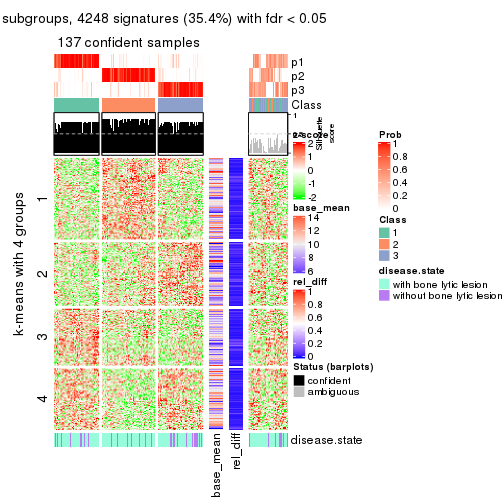 subgroups, 4248 signatures (35.4%) with fdr < 0.05
137 confident samples
p1
p2
p3
Class
1
Silhouette
score
k-means with 4 groups
1
2
3
4
disease.state
base_mean
rel_diff
z-score
2
1
0
-1
-2
base_mean
14
12
10
8
6
rel_diff
1
0.8
0.6
0.4
0.2
0
Status (barplots)
confident
ambiguous
Prob
1
0.8
0.6
0.4
0.2
0
Class
1
2
3
disease.state
with bone lytic lesion
without bone lytic lesion